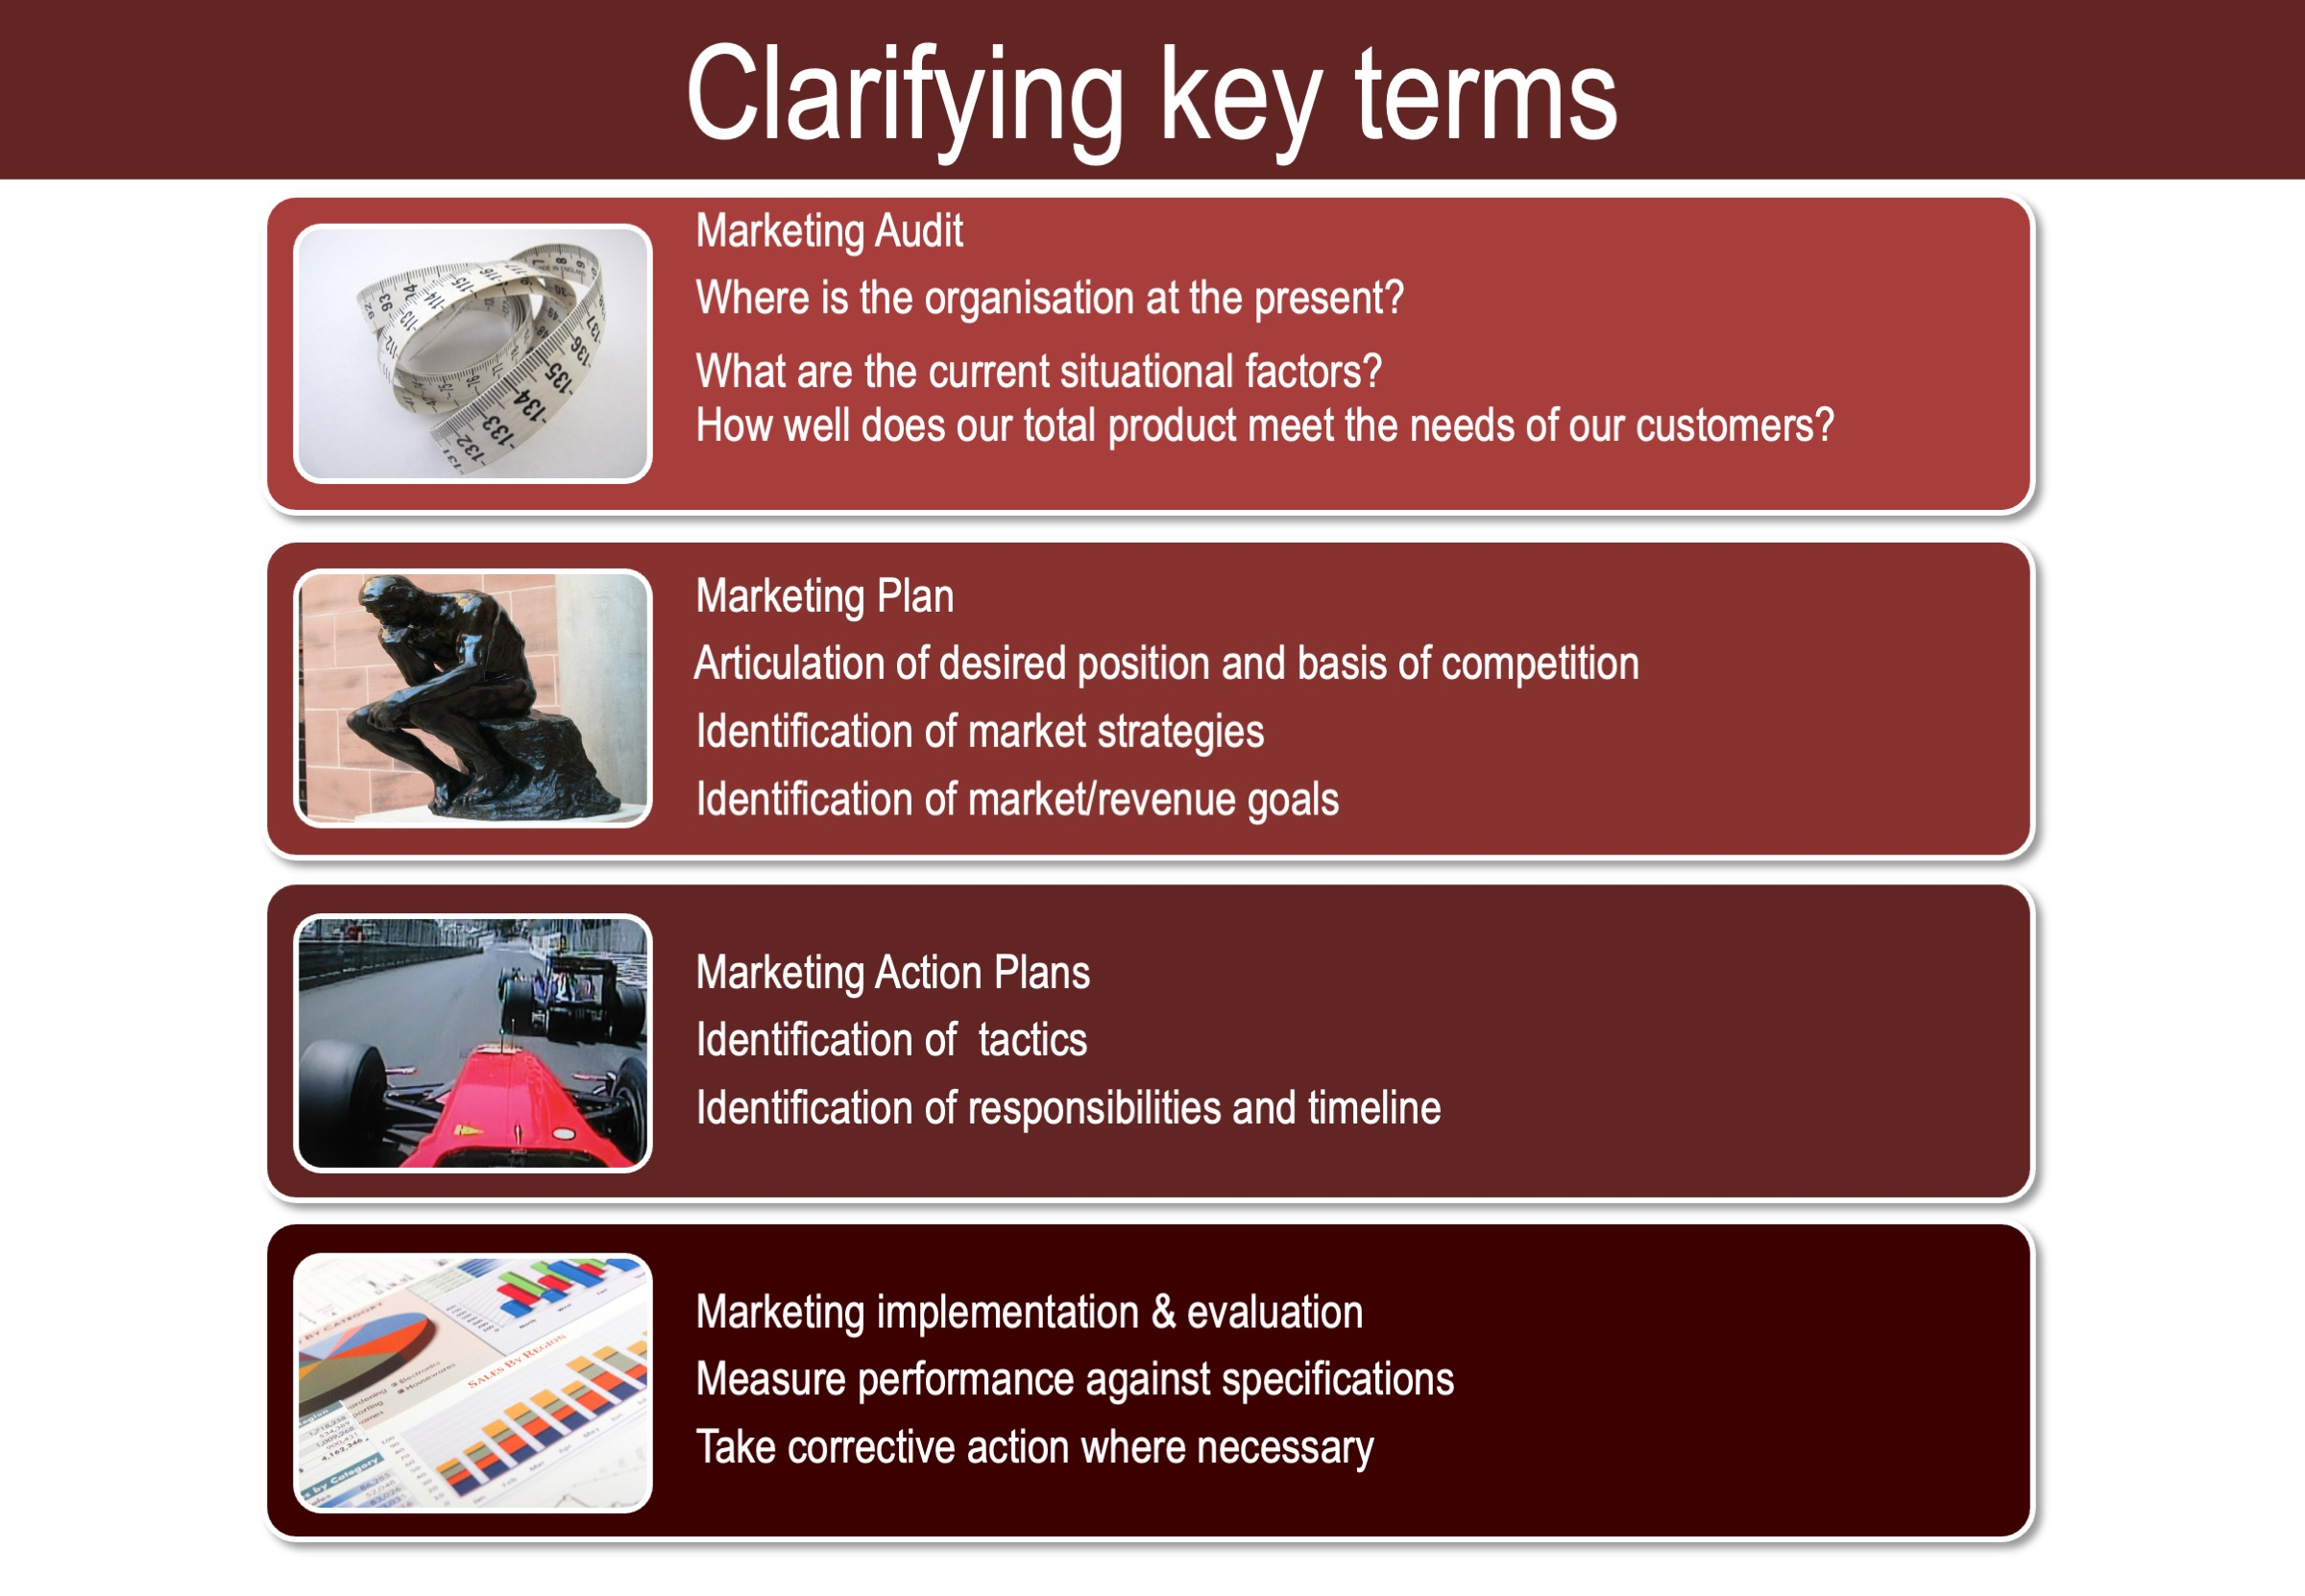 Clarifying key terms
Marketing Audit
Where is the organisation at the present?
What are the current situational factors?
How well does our total product meet the needs of our customers?
Marketing Plan
Articulation of desired position and basis of competition
Identification of market strategies
Identification of market/revenue goals
Marketing Action Plans
Identification of  tactics
Identification of responsibilities and timeline
Marketing implementation & evaluation
Measure performance against specifications
Take corrective action where necessary
SALES BY REGION